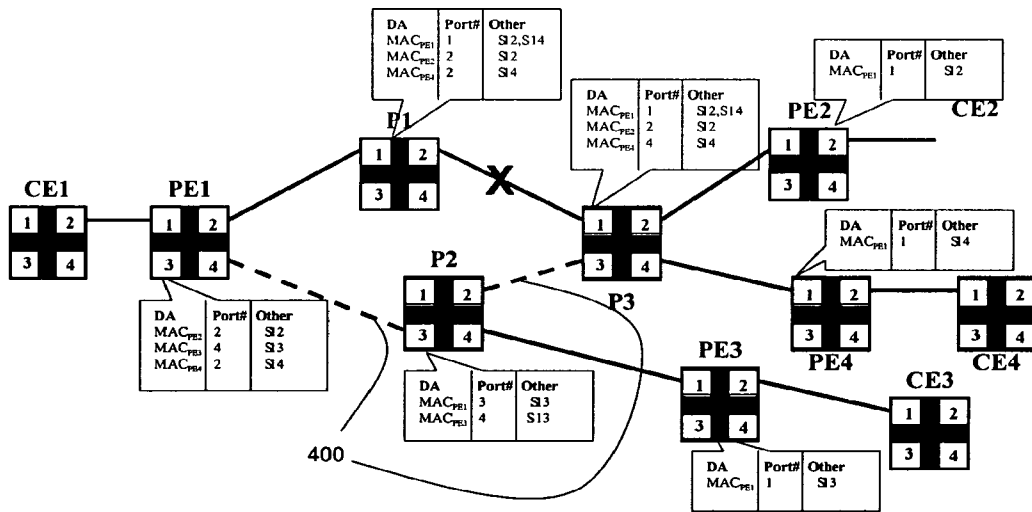 DA Port# Other
MACPE1 1 SI2,S14
MACPE2 2 SI2
MACPE4 2 SI4
DA Port# Other
MACPE1 1 SI2
DA Port# Other
MACPE1 1 SI2,S14
MACPE2 2 SI2
MACPE4 4 SI4
P1
1 2
3 4
PE2
CE2
1 2
3 4
CE1
1 2
3 4
PE1
1 2
3 4
X
1 2
3 4
P3
DA Port# Other
MACPE1 1 SI4
P2
1 2
3 4
1 2
3 4
PE4
1 2
3 4
CE4
DA Port# Other
MACPE2 2 SI2
MACPE3 4 SI3
MACPE4 2 SI4
DA Port# Other
MACPE1 3 SI3
MACPE3 4 S13
PE3
1 2
3 4
CE3
1 2
3 4
400
DA Port# Other
MACPE1 1 SI3